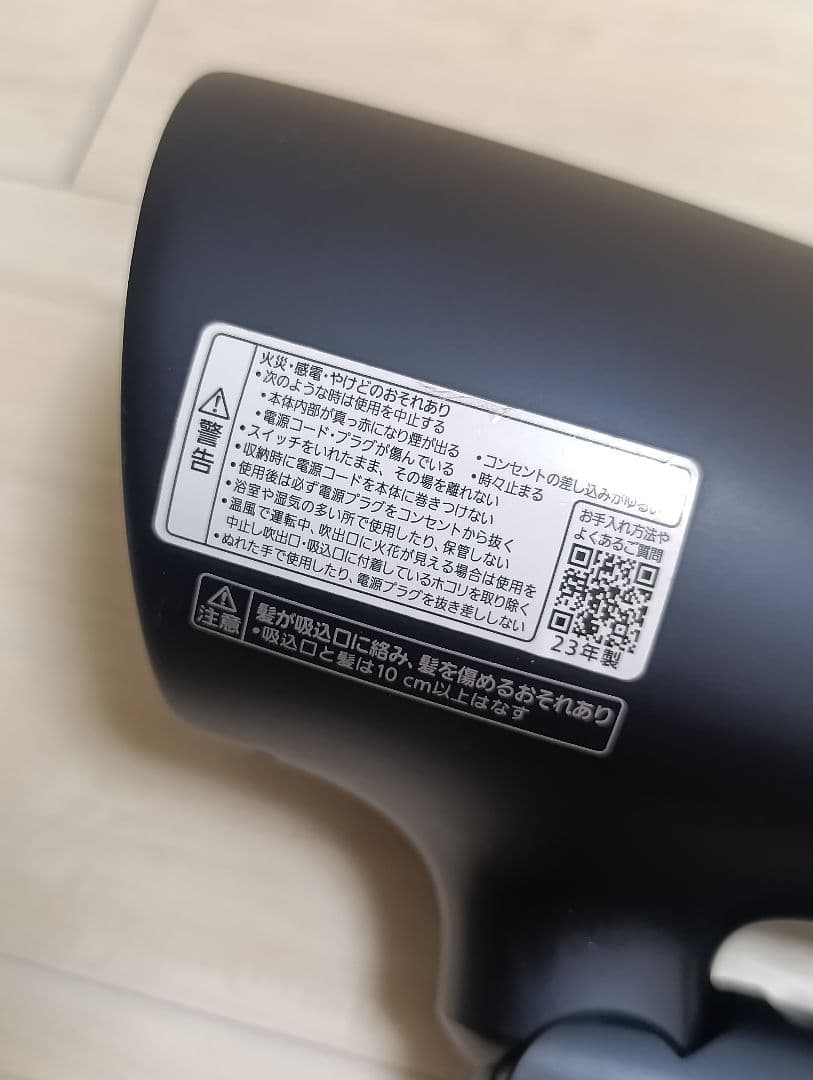 警告
火災・感電・やけどのおそれあり
・次のような時は使用を中止する
・本体内部が真っ赤になり煙が出る ・コンセントの差し込みがゆるい
・電源コード・プラグが傷んでいる ・時々止まる
・スイッチをいれたまま、その場を離れない
・収納時に電源コードを本体に巻きつけない
・使用後は必ず電源プラグをコンセントから抜く
・浴室や湿気の多い所で使用したり、保管しない
・温風で運転中、吹出口に火花が見える場合は使用を
中止し吹出口・吸込口に付着しているホコリを取り除く
・ぬれた手で使用したり、電源プラグを抜き差ししない
お手入れ方法や
よくあるご質問
23年製
注意
髪が吸込口に絡み、髪を傷めるおそれあり
・吸込口と髪は10 cm以上はなす